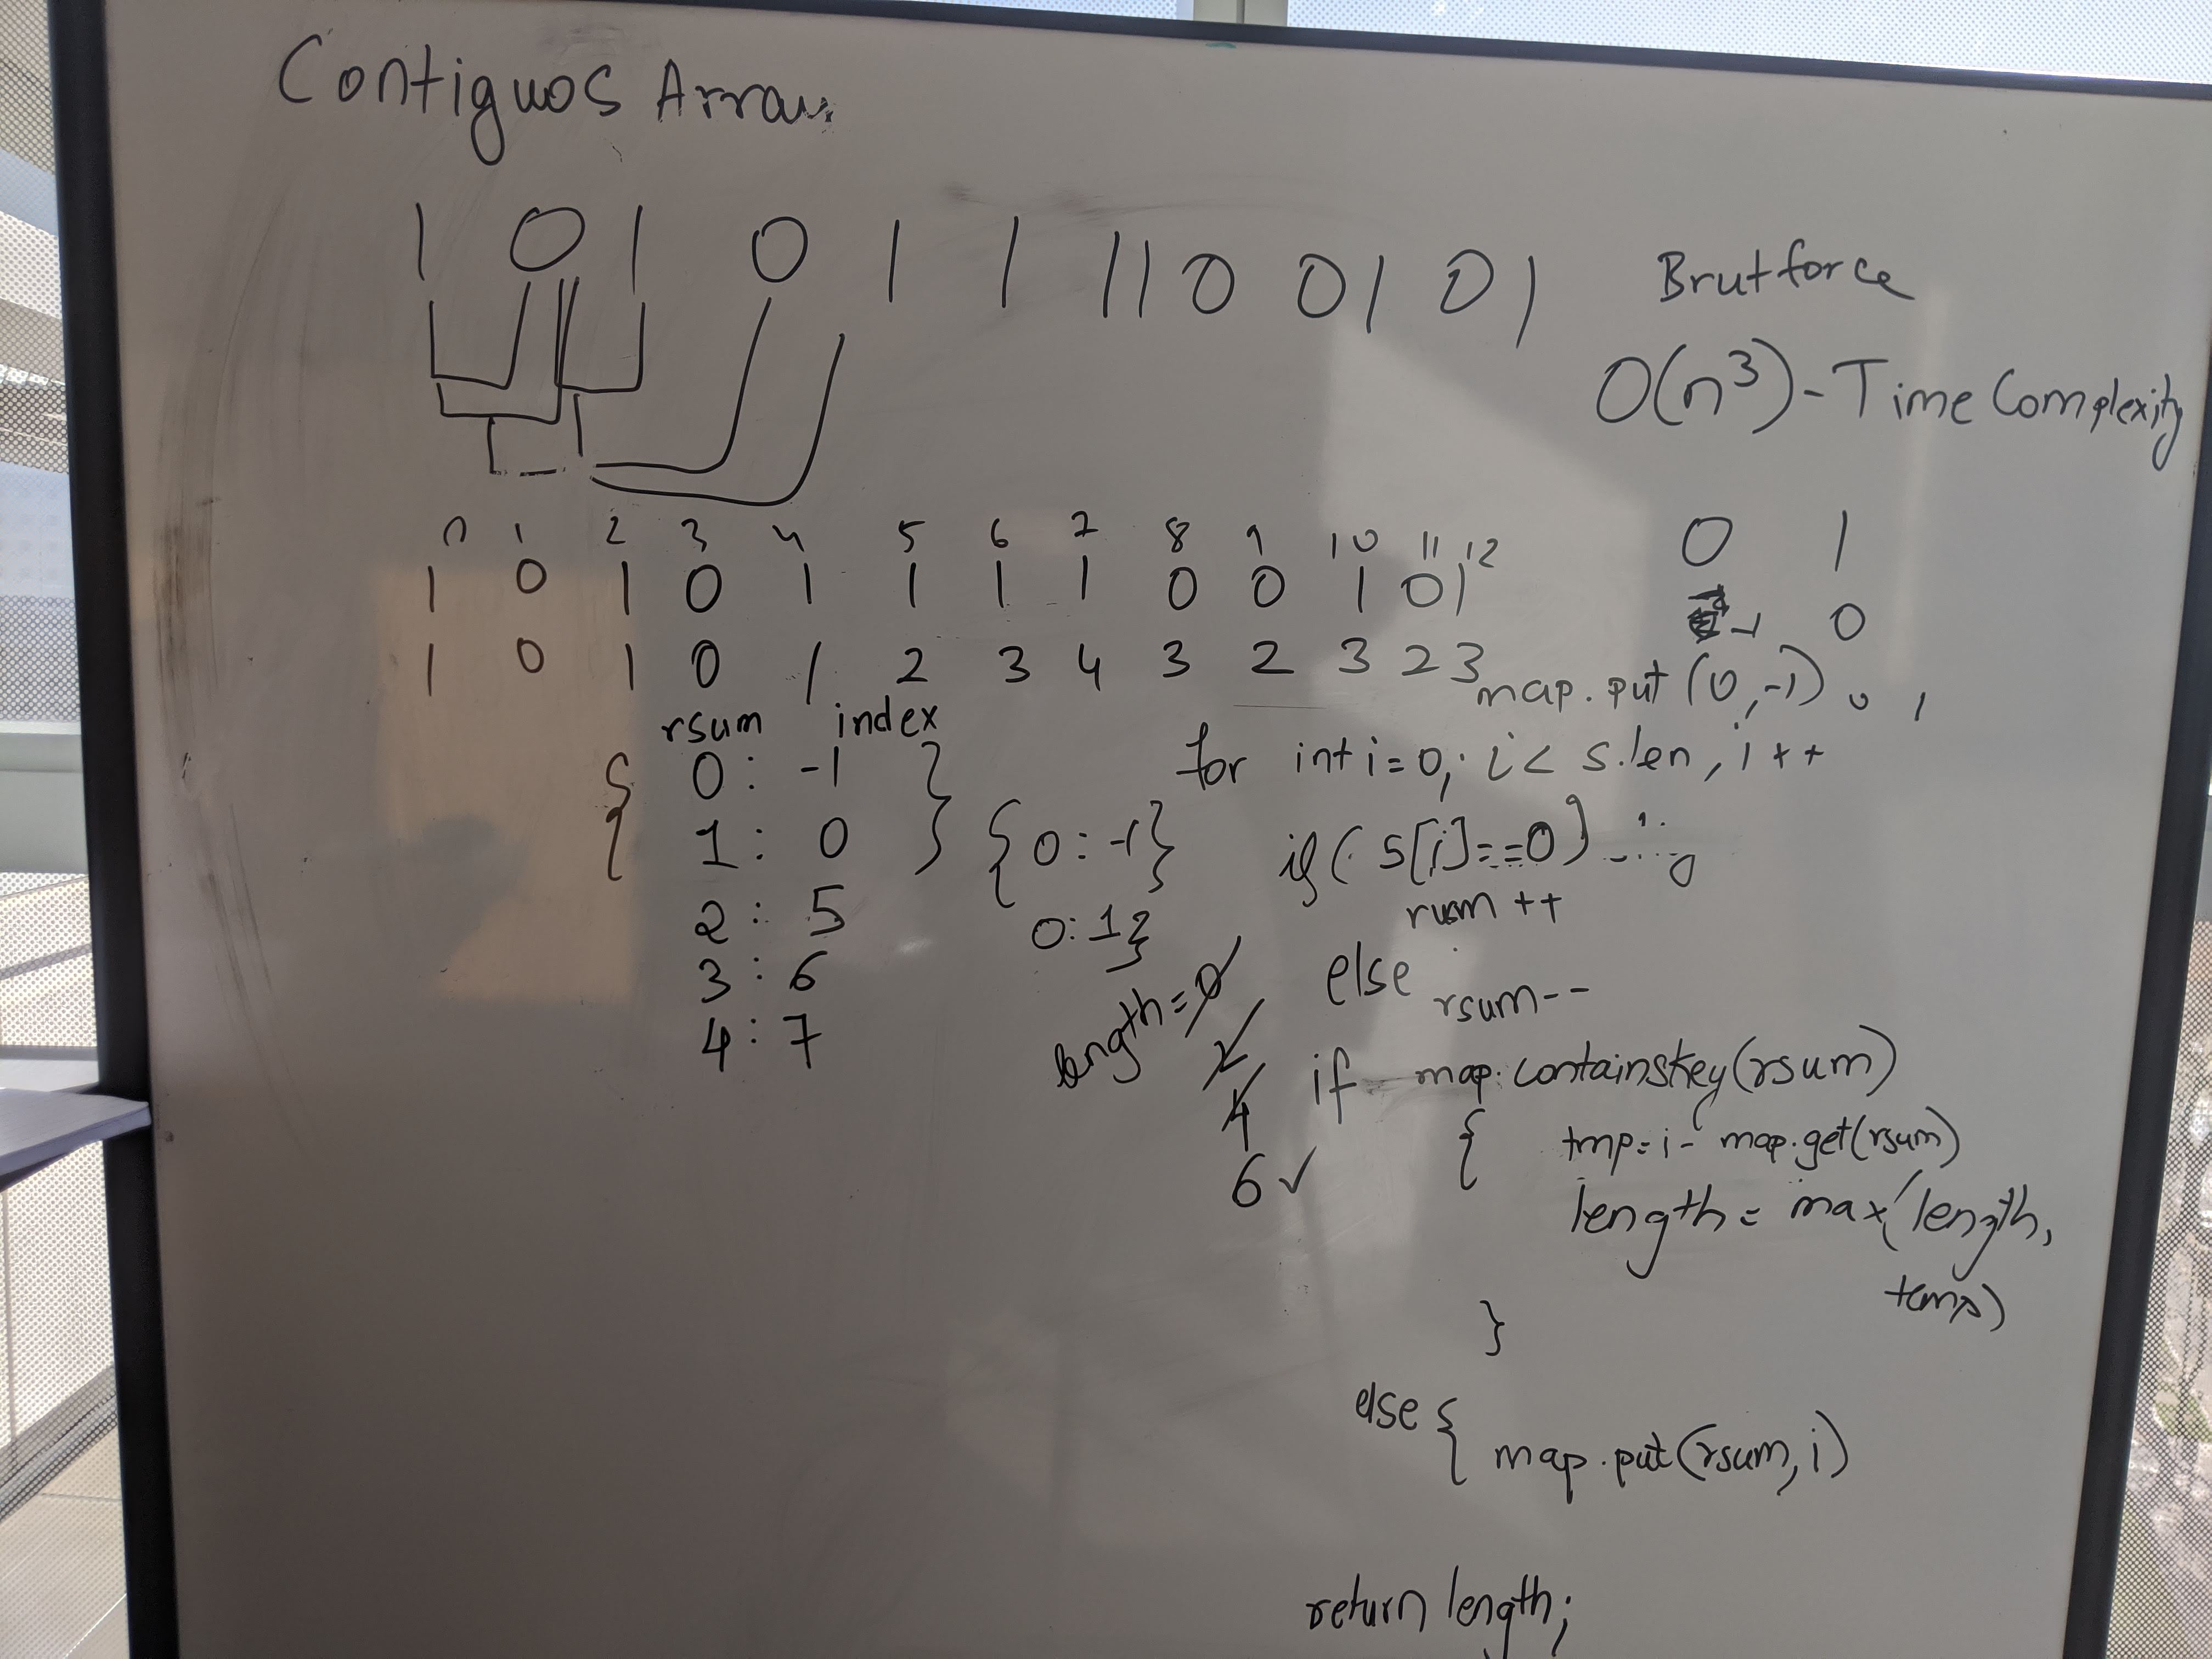 Contiguos Array
1 0 1 0 1 1 1 1 0 0 1 0 1
Brutforce
O(n³) - Time Complexity
0 1 2 3 4 5 6 7 8 9 10 11 12
1 0 1 0 1 1 1 1 0 0 1 0 1
1 0 1 0 1 2 3 4 3 2 3 2 3
0 1
-1 0
map.put(0,-1) 0 1
rsum index
{ 0 : -1 }
1 : 0
2 : 5
3 : 6
4 : 7
{0:-1}
0:1}
length=0
2
4
6 ✓
for int i=0; i< s.len, i++
if( s[i]==0)
rusm ++
else
rsum--
if map.containskey(rsum)
{ tmp= i - map.get(rsum)
length = max(length,
temp)
}
else {
map.put(rsum, i)
return length;